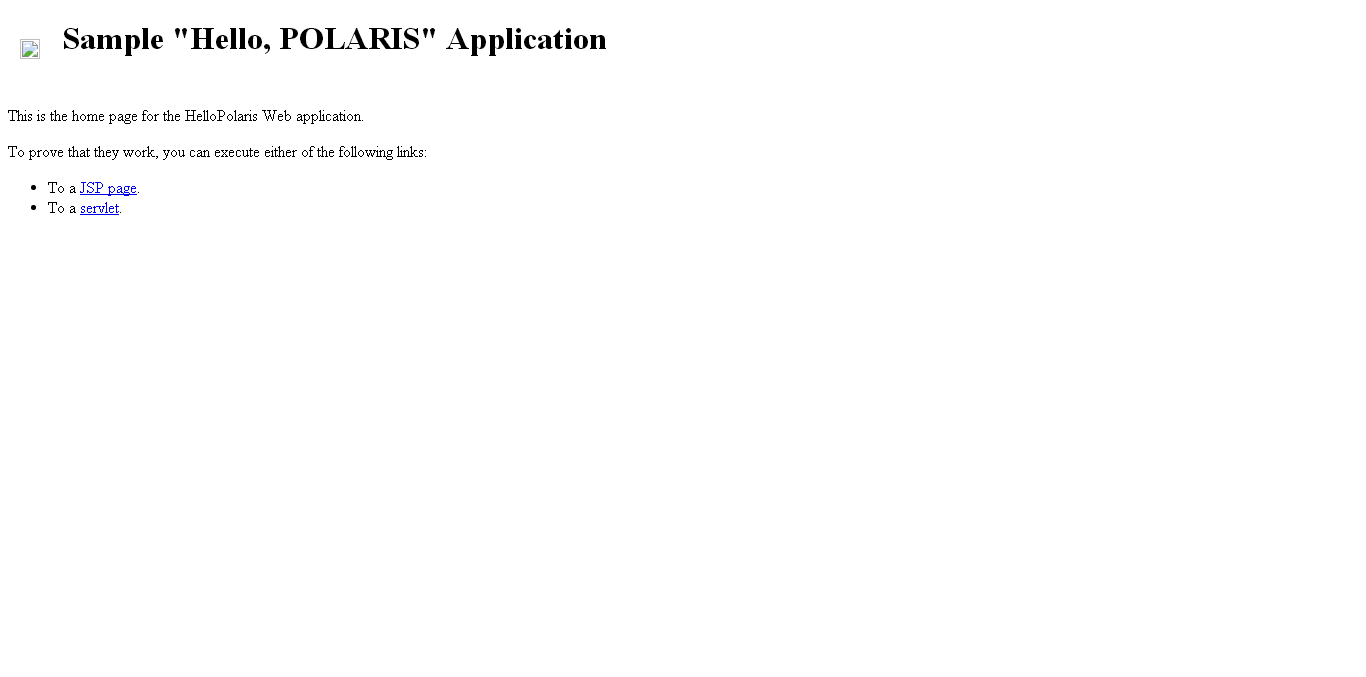 Sample "Hello, POLARIS" Application
This is the home page for the HelloPolaris Web application.
To prove that they work, you can execute either of the following links:
• To a JSP page.
• To a servlet.